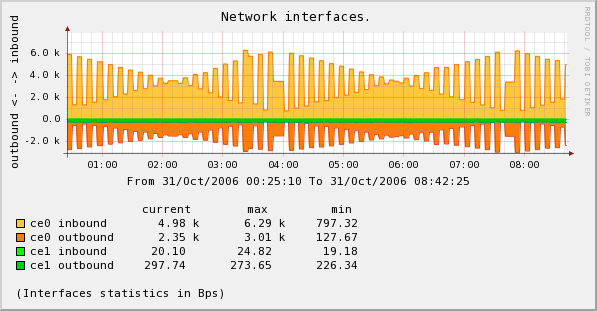 Network interfaces.
RRDTOOL / TOBI OETIKER
outbound <- -> inbound
6.0 k
4.0 k
2.0 k
0.0
-2.0 k
01:00 02:00 03:00 04:00 05:00 06:00 07:00 08:00
From 31/Oct/2006 00:25:10 To 31/Oct/2006 08:42:25
current max min
ce0 inbound 4.98 k 6.29 k 797.32
ce0 outbound 2.35 k 3.01 k 127.67
ce1 inbound 20.10 24.82 19.18
ce1 outbound 297.74 273.65 226.34
(Interfaces statistics in Bps)